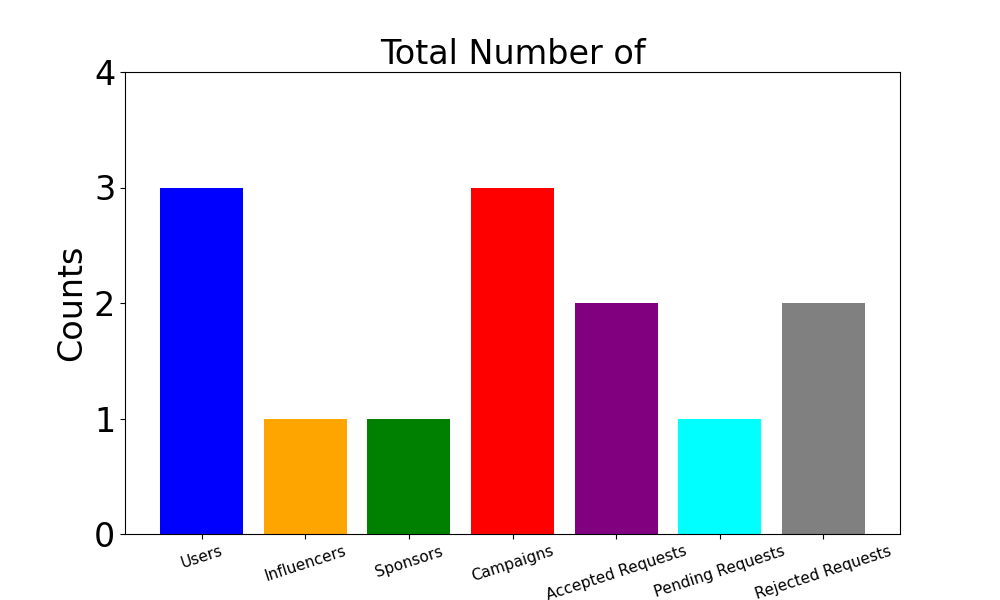 Total Number of
4
3
2
1
0
Counts
Users
Influencers
Sponsors
Campaigns
Accepted Requests
Pending Requests
Rejected Requests